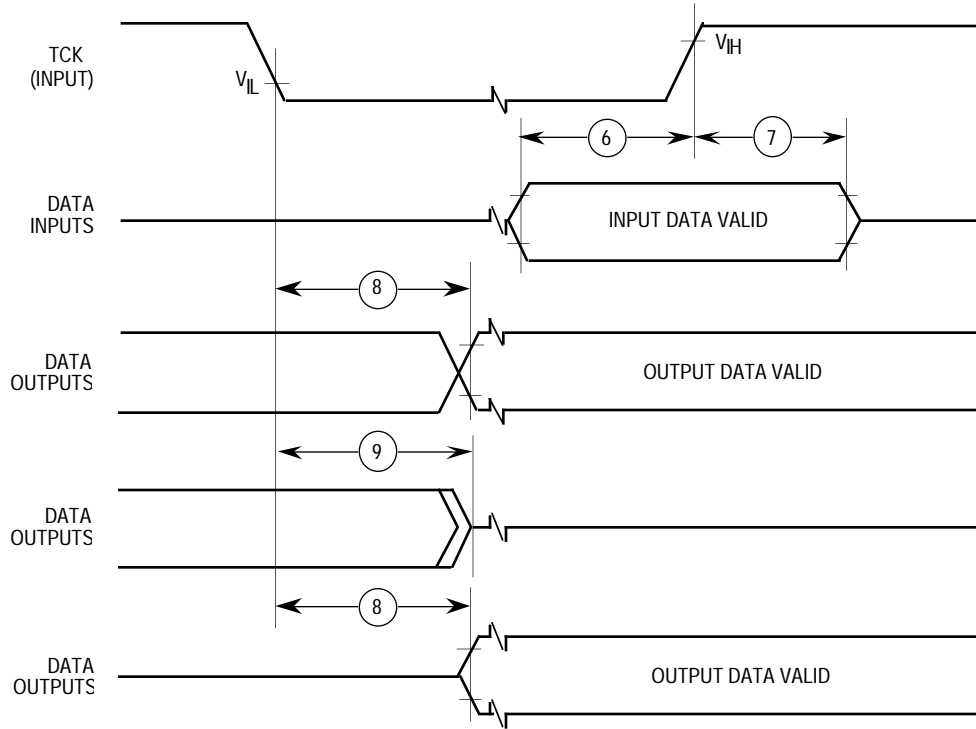 TCK
(INPUT)
VIL
VIH
6
7
DATA
INPUTS
INPUT DATA VALID
8
DATA
OUTPUTS
OUTPUT DATA VALID
9
DATA
OUTPUTS
8
DATA
OUTPUTS
OUTPUT DATA VALID